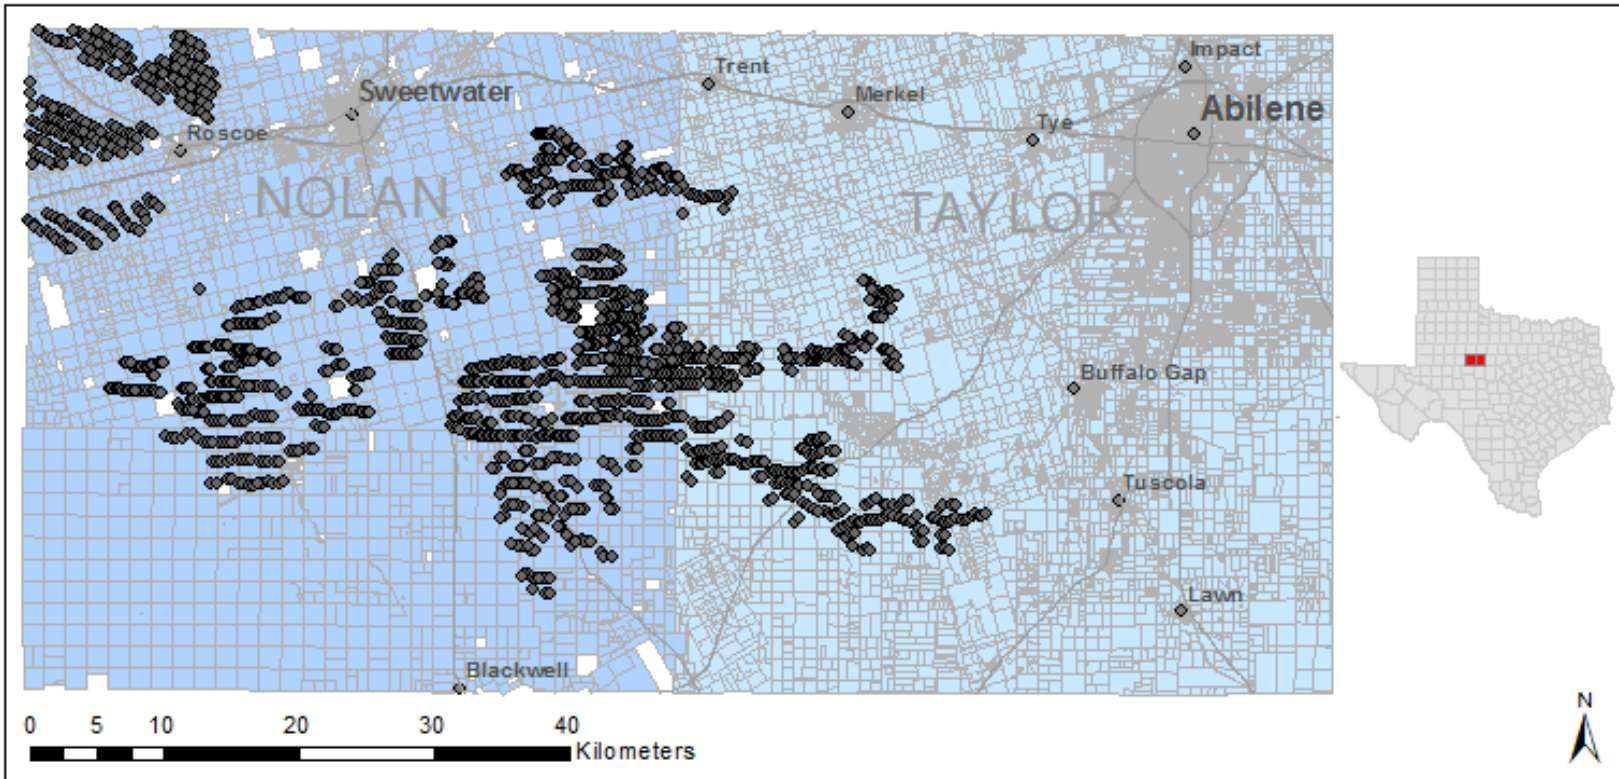 Impact
Trent
Sweetwater
Merkel
Abilene
Roscoe
Tye
NOLAN
TAYLOR
Buffalo Gap
Tuscola
Lawn
Blackwell
N
0 5 10 20 30 40
Kilometers